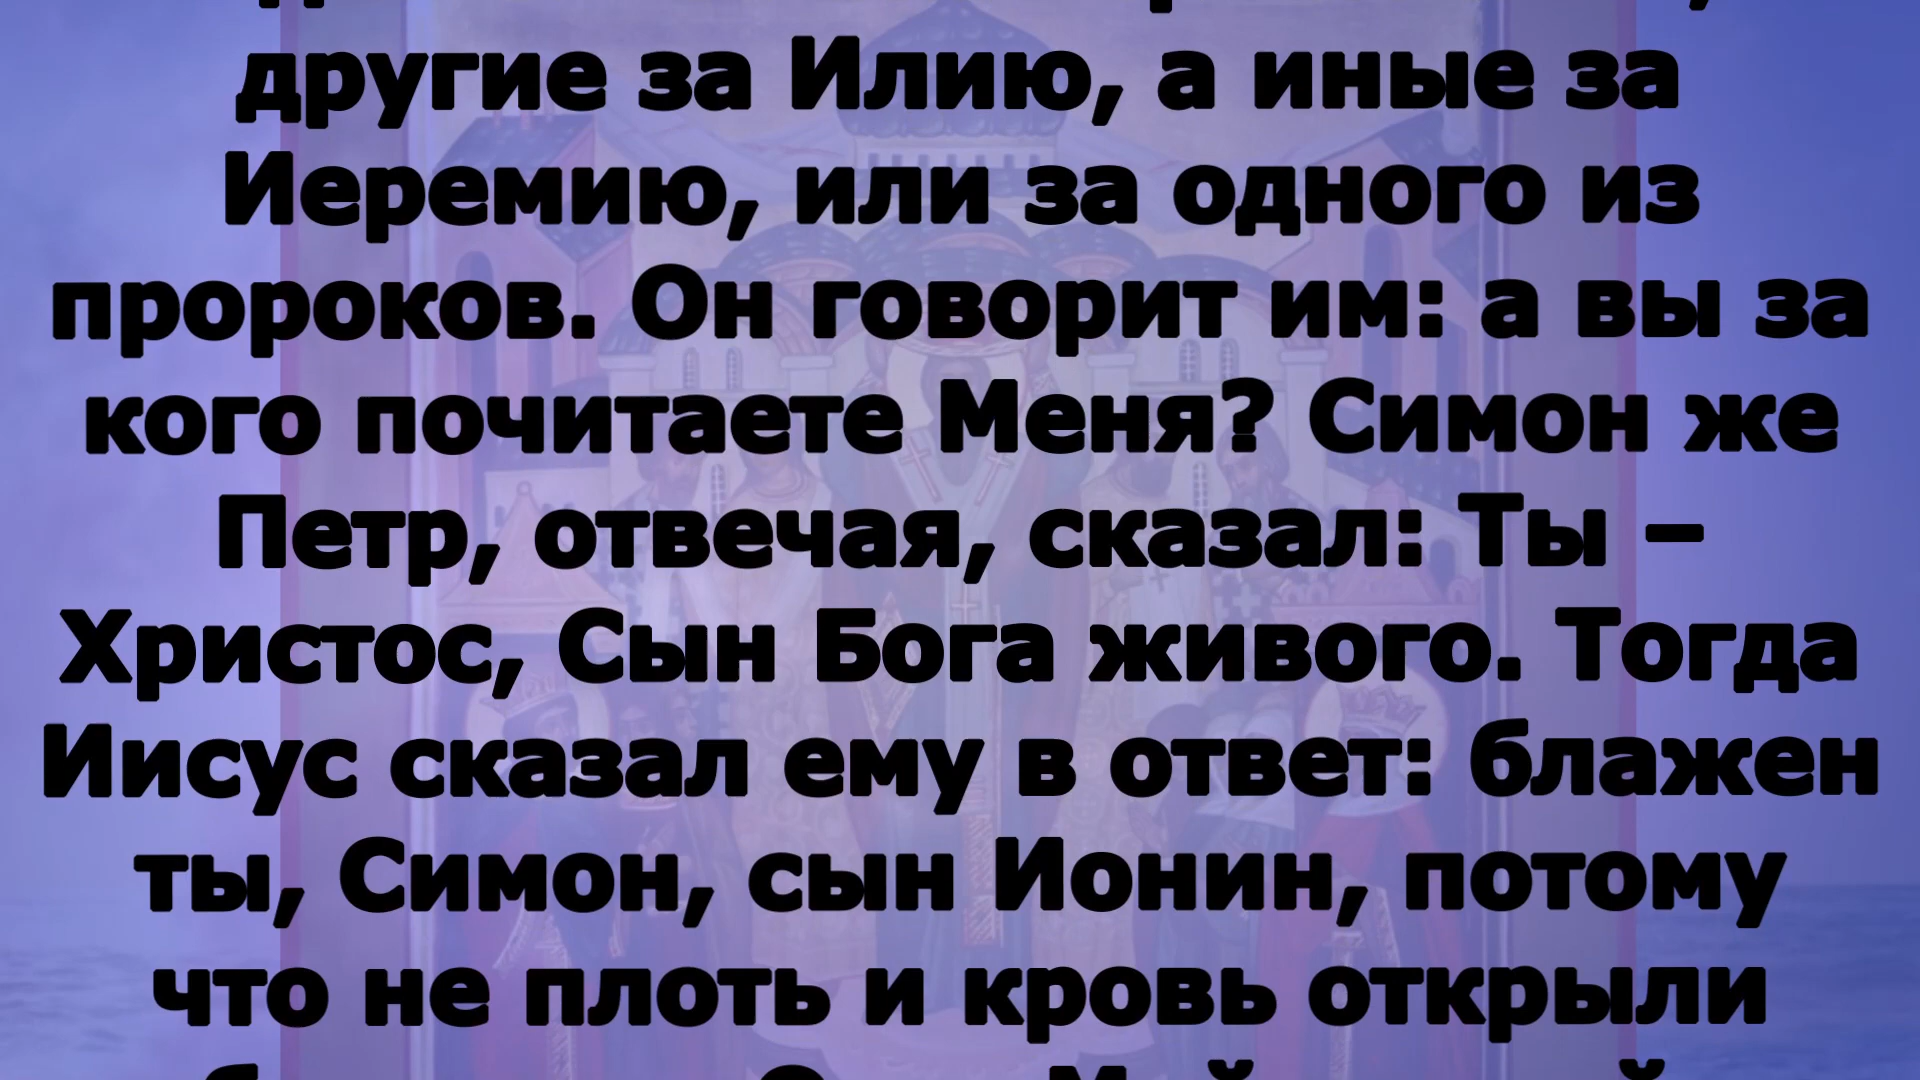 другие за Илию, а иные за
Иеремию, или за одного из
пророков. Он говорит им: а вы за
кого почитаете Меня? Симон же
Петр, отвечая, сказал: Ты –
Христос, Сын Бога живого. Тогда
Иисус сказал ему в ответ: блажен
ты, Симон, сын Ионин, потому
что не плоть и кровь открыли